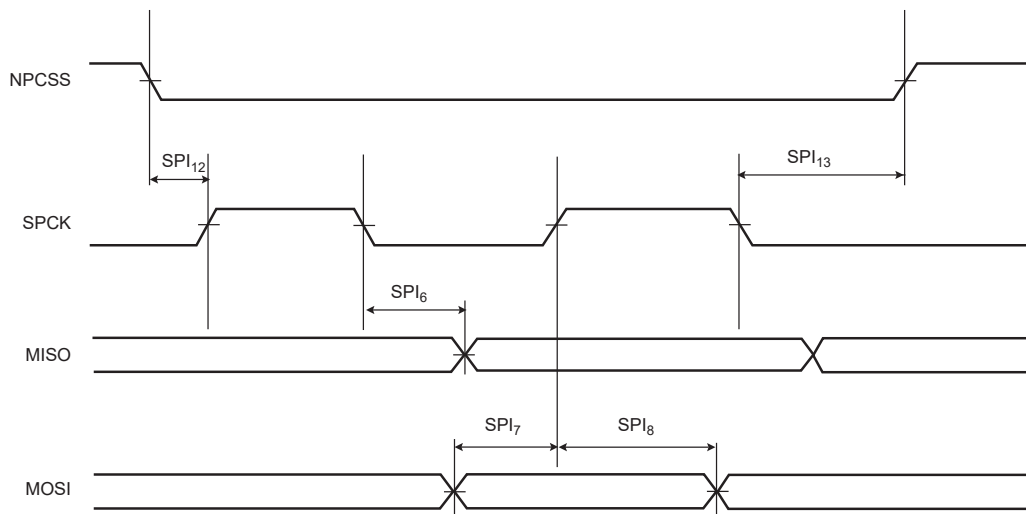 NPCSS
SPI₁₂
SPI₁₃
SPCK
SPI₆
MISO
SPI₇
SPI₈
MOSI